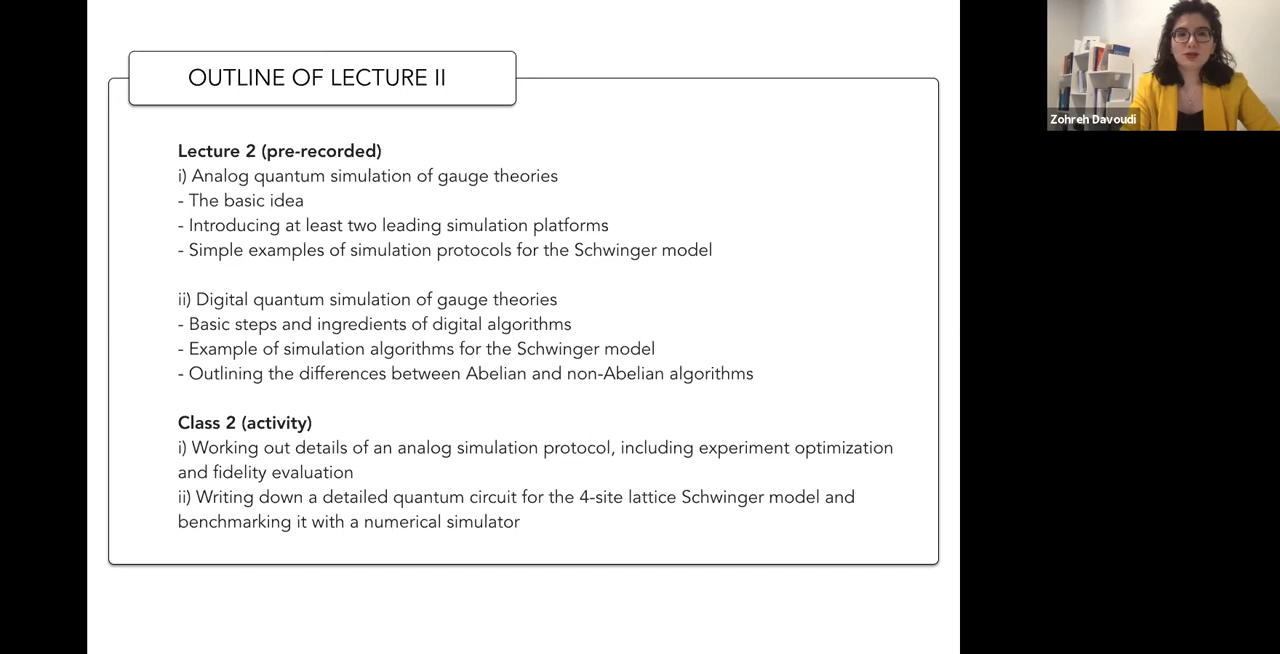 OUTLINE OF LECTURE II
Zohreh Davoudi
Lecture 2 (pre-recorded)
i) Analog quantum simulation of gauge theories
- The basic idea
- Introducing at least two leading simulation platforms
- Simple examples of simulation protocols for the Schwinger model
ii) Digital quantum simulation of gauge theories
- Basic steps and ingredients of digital algorithms
- Example of simulation algorithms for the Schwinger model
- Outlining the differences between Abelian and non-Abelian algorithms
Class 2 (activity)
i) Working out details of an analog simulation protocol, including experiment optimization
and fidelity evaluation
ii) Writing down a detailed quantum circuit for the 4-site lattice Schwinger model and
benchmarking it with a numerical simulator